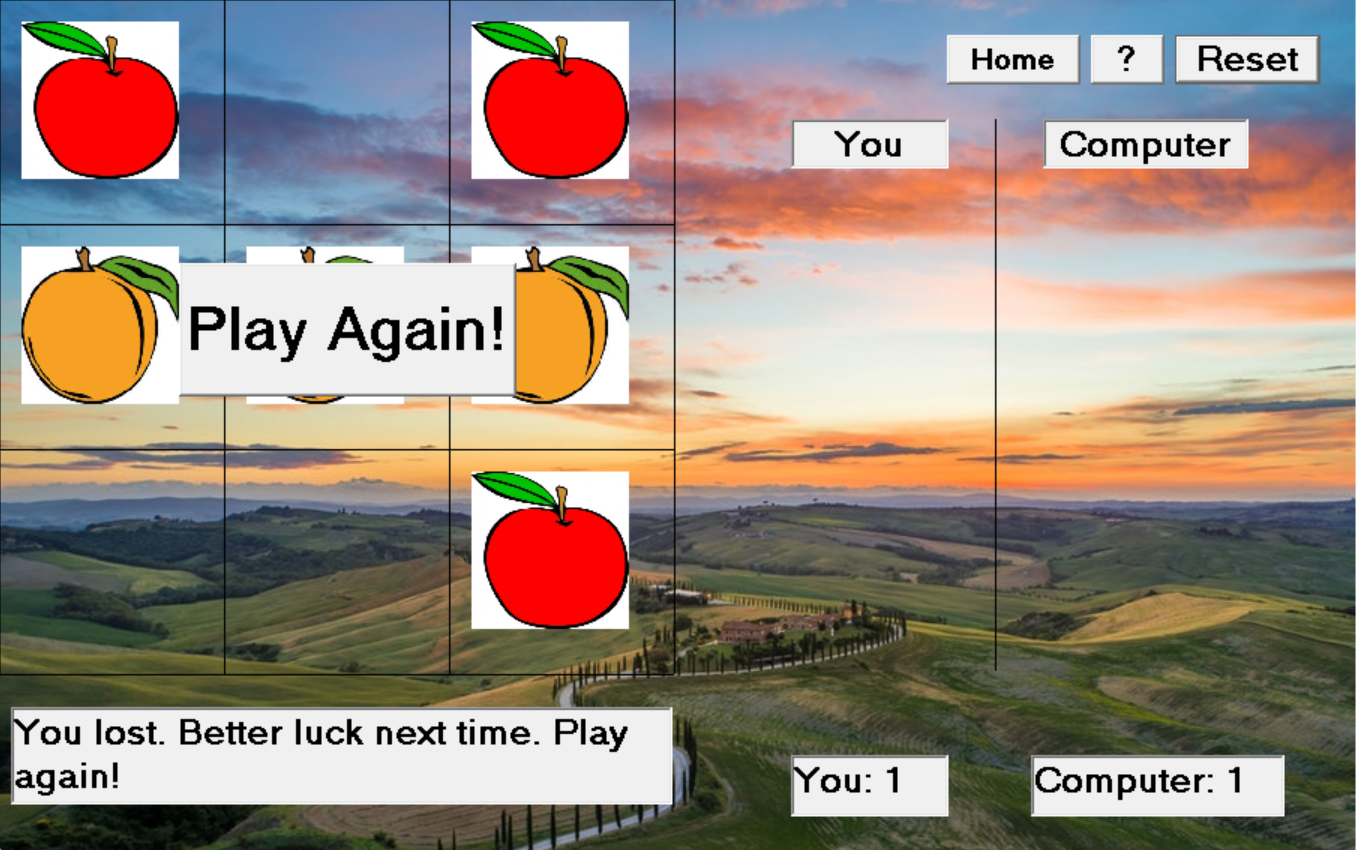 Home
?
Reset
You
Computer
Play Again!
You lost. Better luck next time. Play
again!
You: 1
Computer: 1